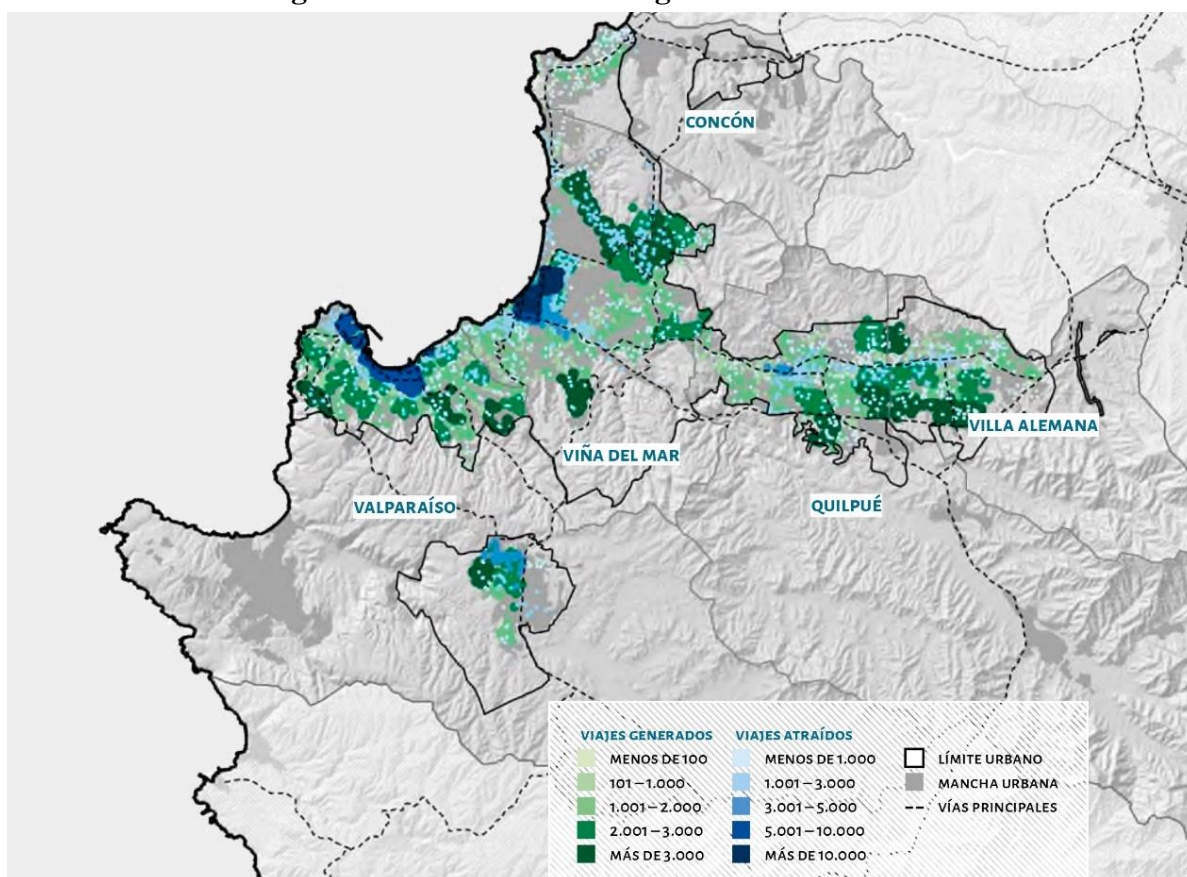 CONCÓN
VILLA ALEMANA
VIÑA DEL MAR
VALPARAÍSO
QUILPUÉ
VIAJES GENERADOS
MENOS DE 100
101 – 1.000
1.001 – 2.000
2.001 – 3.000
MÁS DE 3.000
VIAJES ATRAÍDOS
MENOS DE 1.000
1.001 – 3.000
3.001 – 5.000
5.001 – 10.000
MÁS DE 10.000
LÍMITE URBANO
MANCHA URBANA
VÍAS PRINCIPALES